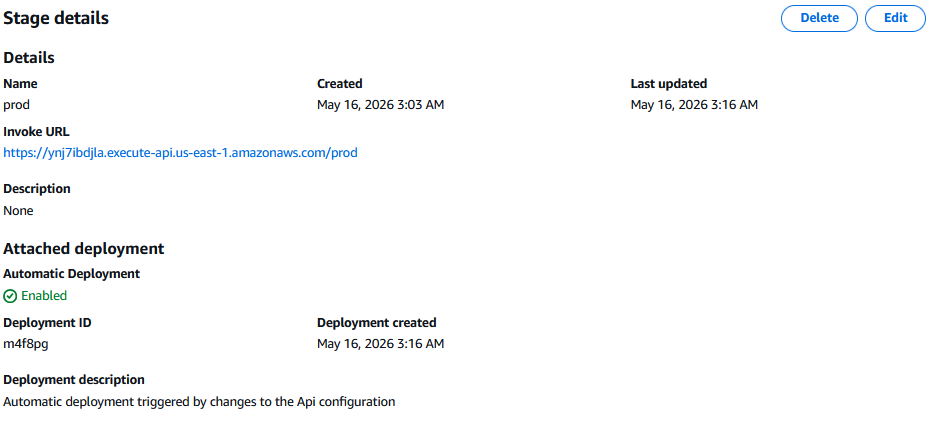 Stage details
Delete
Edit
Details
Name
Created
Last updated
prod
May 16, 2026 3:03 AM
May 16, 2026 3:16 AM
Invoke URL
https://ynj7ibdjla.execute-api.us-east-1.amazonaws.com/prod
Description
None
Attached deployment
Automatic Deployment
Enabled
Deployment ID
Deployment created
m4f8pg
May 16, 2026 3:16 AM
Deployment description
Automatic deployment triggered by changes to the Api configuration